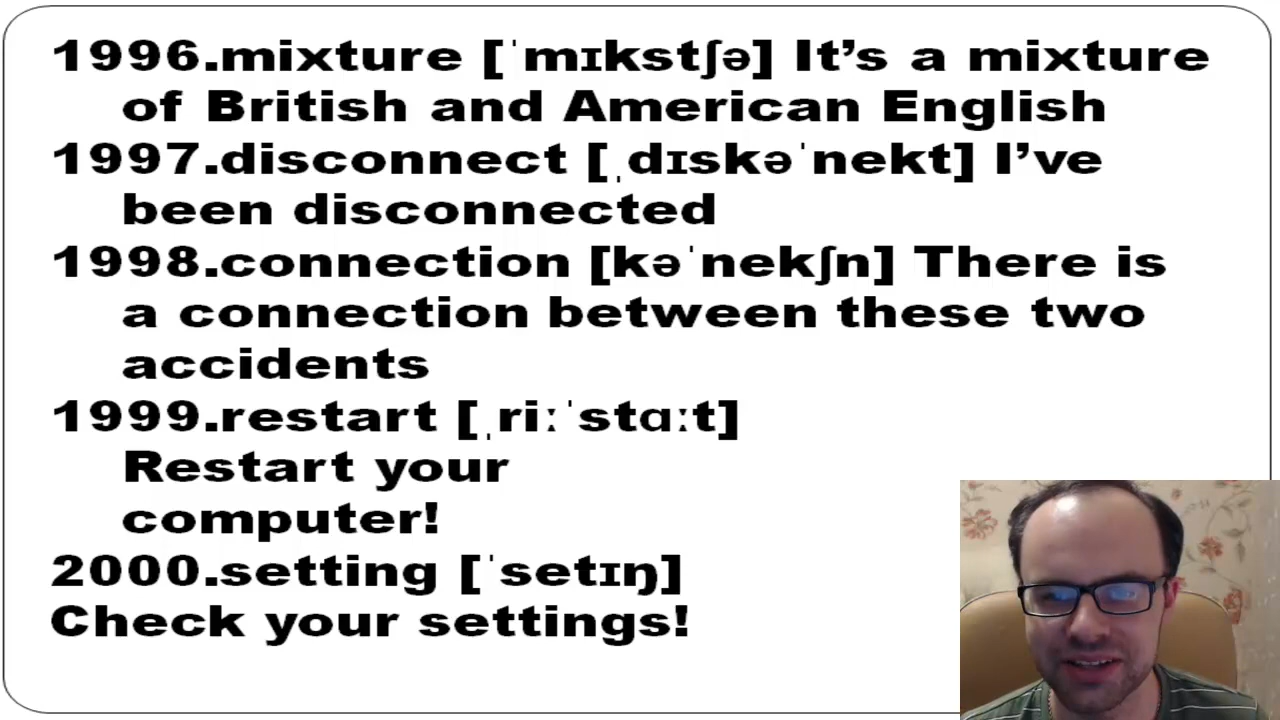 1996.mixture [ˈmɪkstʃə] It’s a mixture
of British and American English
1997.disconnect [ˌdɪskəˈnekt] I’ve
been disconnected
1998.connection [kəˈnekʃn] There is
a connection between these two
accidents
1999.restart [ˌriːˈstɑːt]
Restart your
computer!
2000.setting [ˈsetɪŋ]
Check your settings!